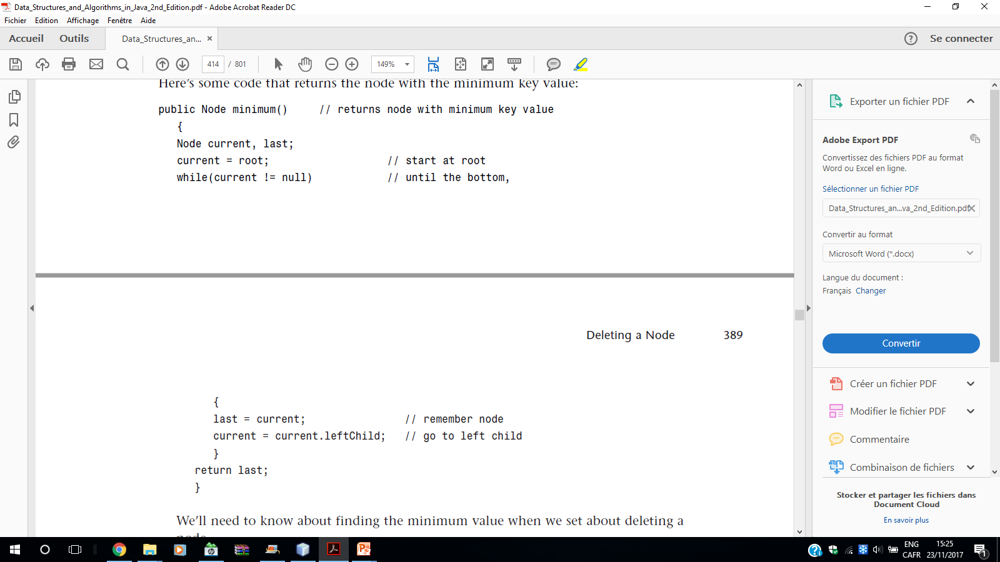 Data_Structures_and_Algorithms_in_Java_2nd_Edition.pdf - Adobe Acrobat Reader DC
Fichier Edition Affichage Fenêtre Aide
Accueil Outils Data_Structures_an... × ? Se connecter
414 / 801 149%
Here's some code that returns the node with the minimum key value:
public Node minimum() // returns node with minimum key value
{
Node current, last;
current = root; // start at root
while(current != null) // until the bottom,
Deleting a Node 389
{
last = current; // remember node
current = current.leftChild; // go to left child
}
return last;
}
We'll need to know about finding the minimum value when we set about deleting a
node.
Exporter un fichier PDF
Adobe Export PDF
Convertissez des fichiers PDF au format
Word ou Excel en ligne.
Sélectionner un fichier PDF
Data_Structures_an...va_2nd_Edition.pdf
Convertir au format
Microsoft Word (*.docx)
Langue du document :
Français Changer
Convertir
Créer un fichier PDF
Modifier le fichier PDF
Commentaire
Combinaison de fichiers
Stocker et partager les fichiers dans
Document Cloud
En savoir plus
ENG 15:25
CAFR 23/11/2017
1